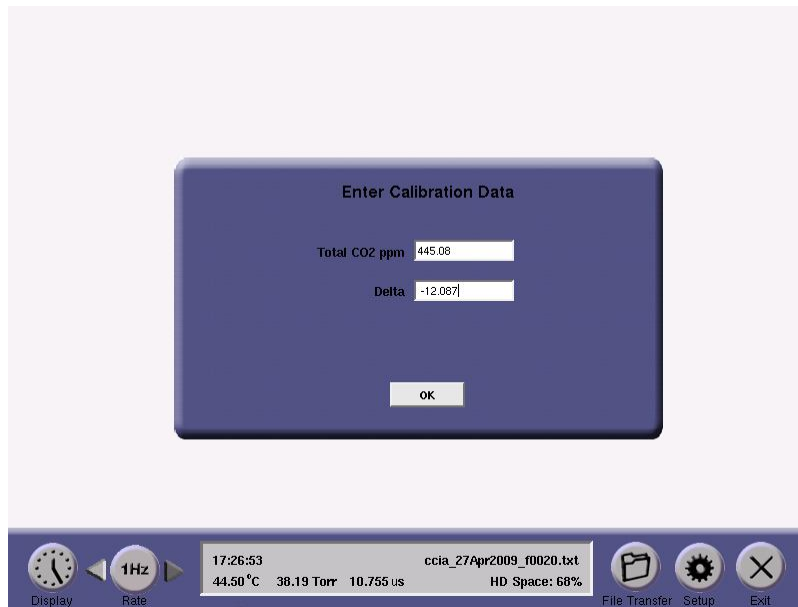 Enter Calibration Data
Total CO2 ppm 445.08
Delta -12.087
OK
1Hz
17:26:53 ccia_27Apr2009_f0020.txt
44.50 °C 38.19 Torr 10.755 us HD Space: 68%
Display Rate File Transfer Setup Exit